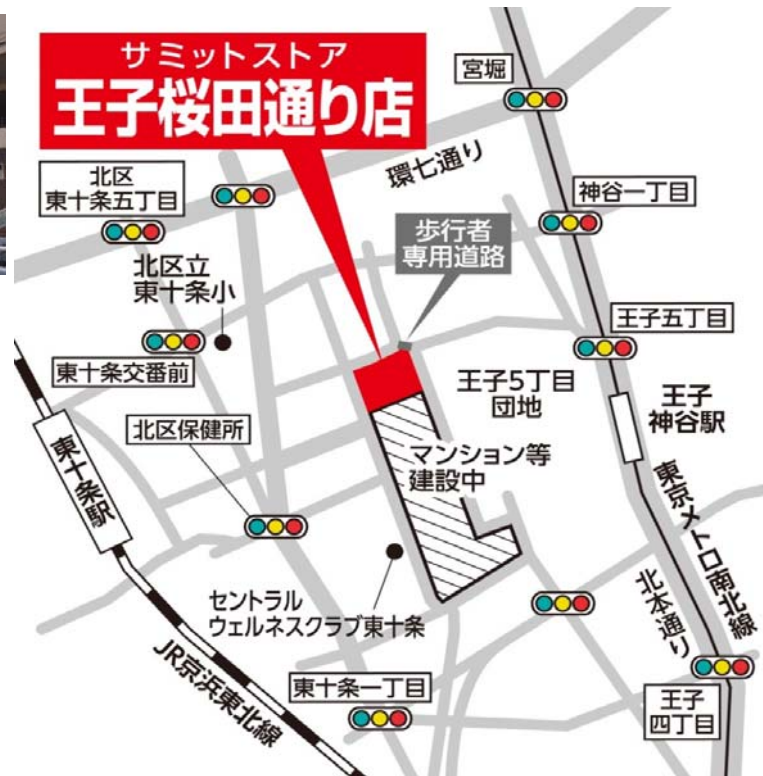 サミットストア
王子桜田通り店
宮堀
環七通り
北区
東十条五丁目
神谷一丁目
歩行者
専用道路
北区立
東十条小
王子五丁目
東十条交番前
王子5丁目
団地
王子
神谷駅
北区保健所
マンション等
建設中
東十条駅
東京メトロ南北線
セントラル
ウェルネスクラブ東十条
北本通り
JR京浜東北線
東十条一丁目
王子
四丁目